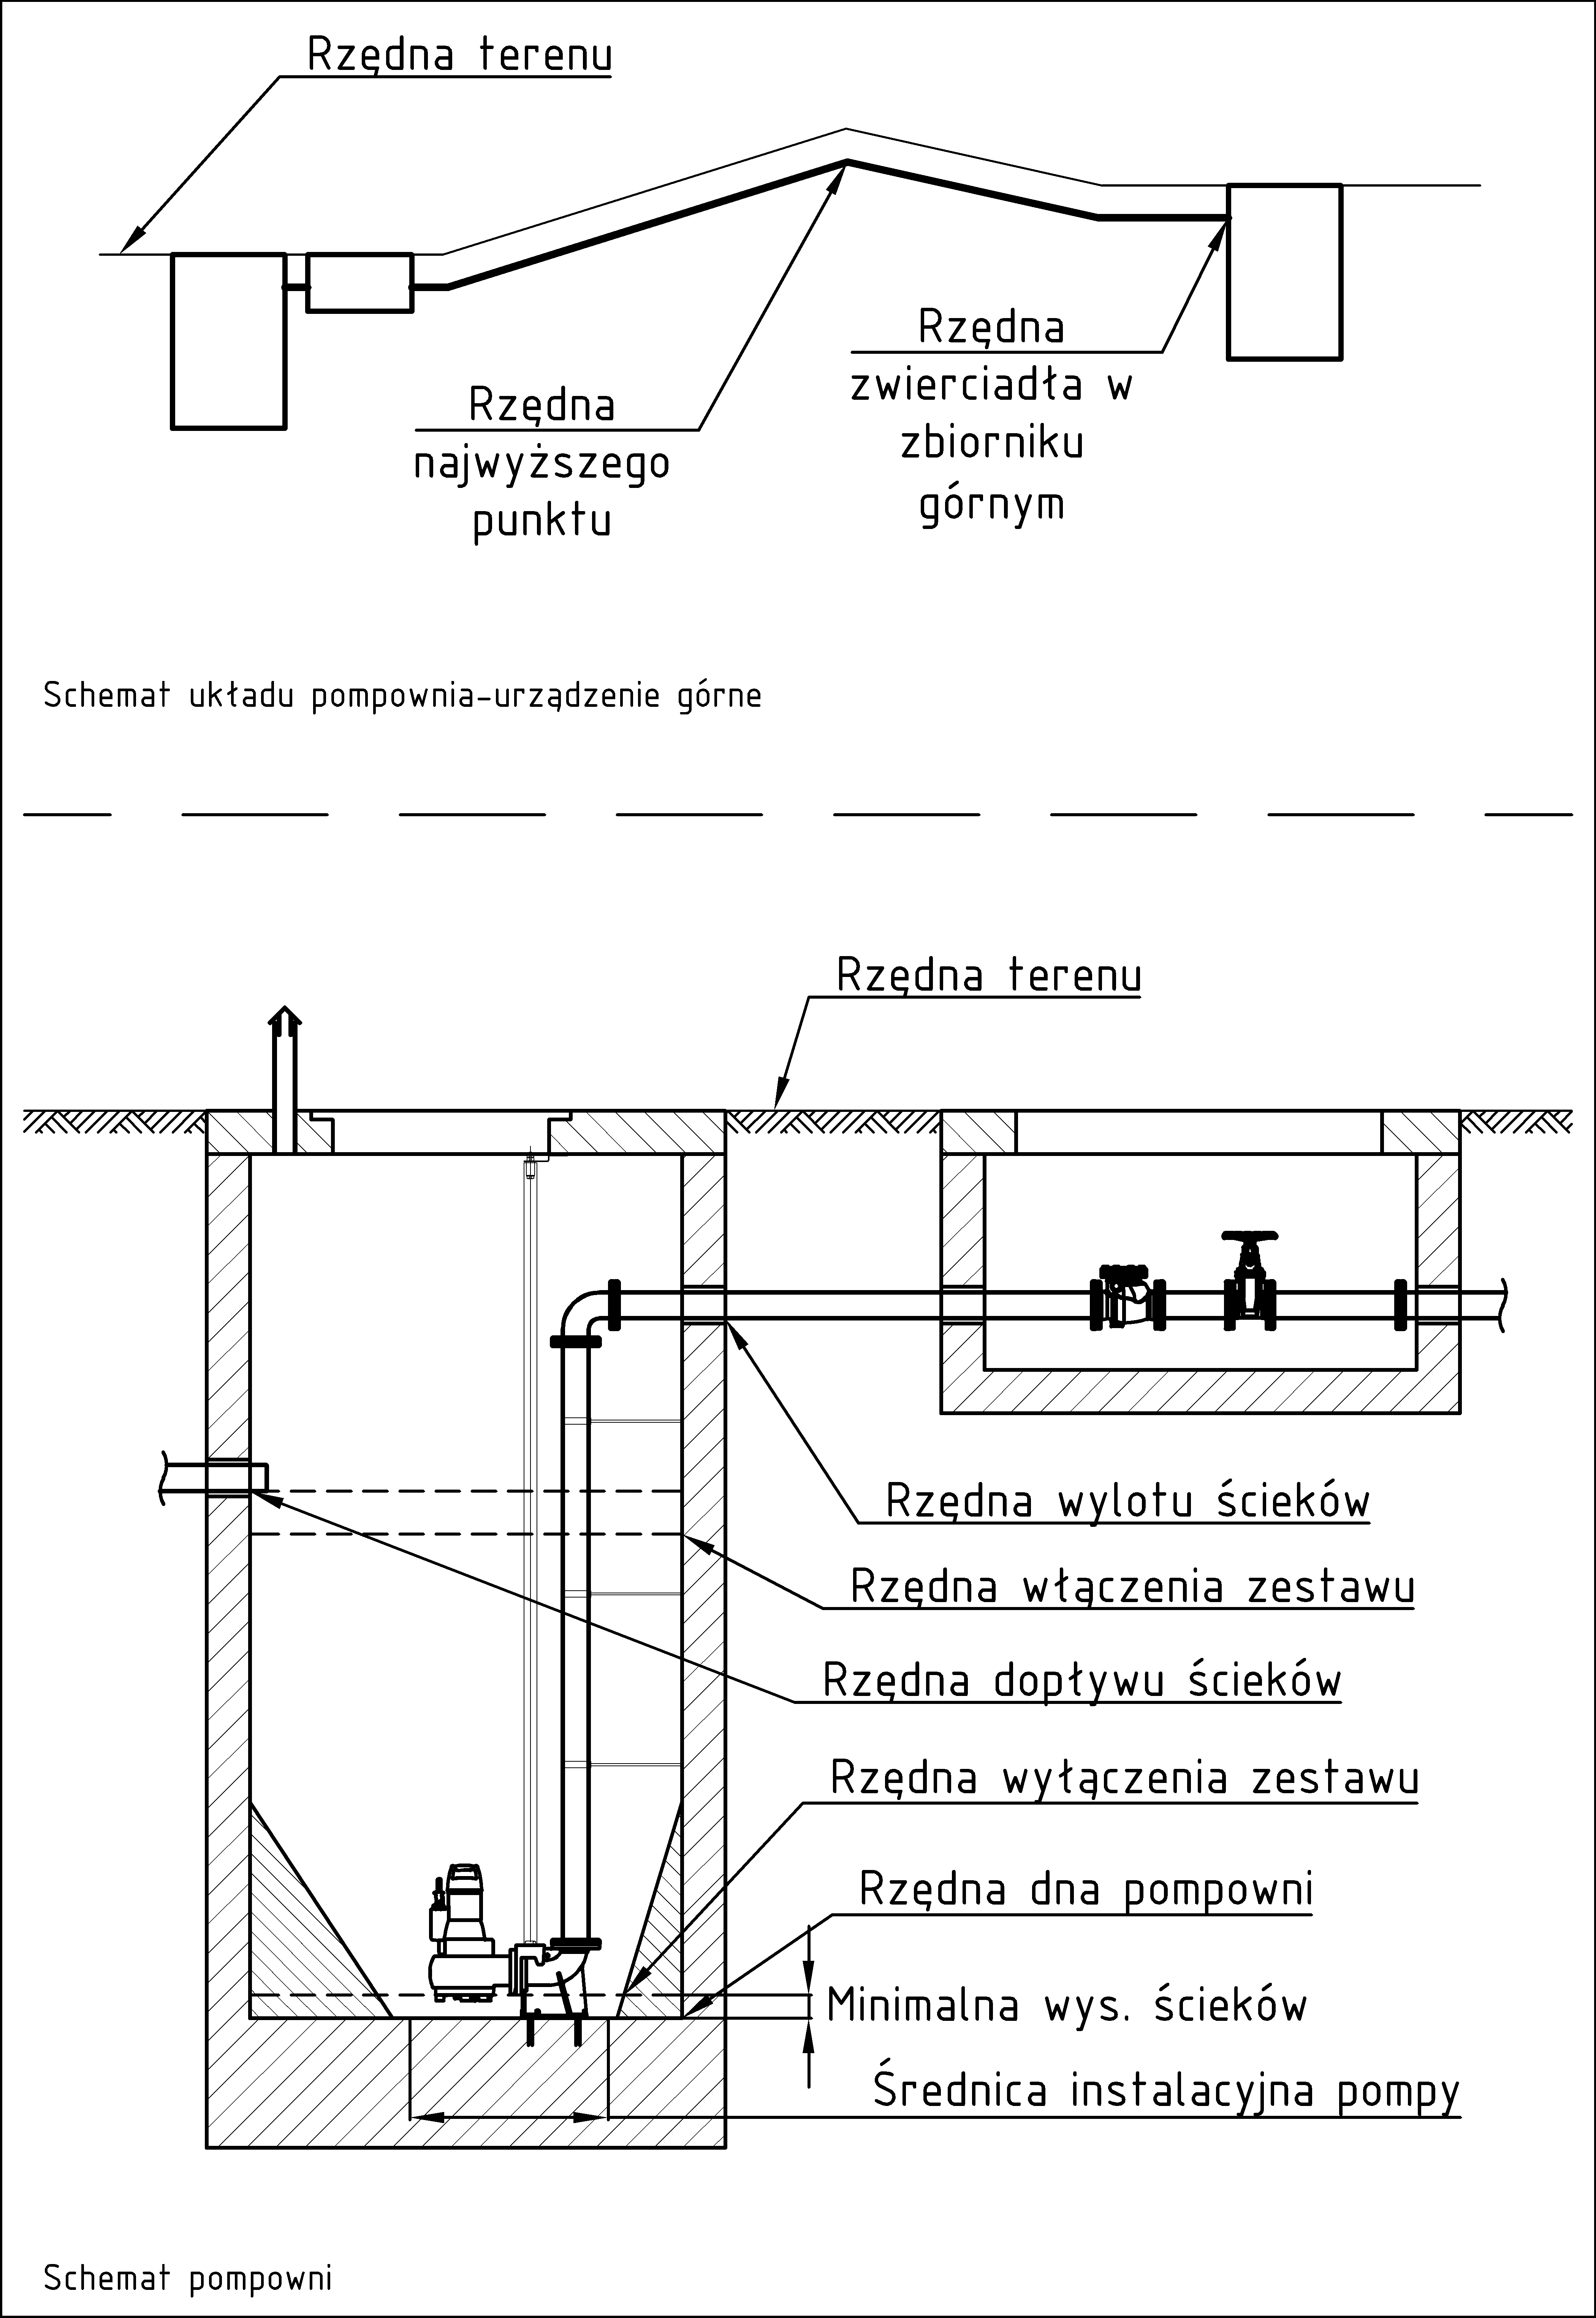 Rzędna terenu
Rzędna
zwierciadła w
zbiorniku
górnym
Rzędna
najwyższego
punktu
Schemat układu pompownia-urządzenie górne
Rzędna terenu
Rzędna wylotu ścieków
Rzędna włączenia zestawu
Rzędna dopływu ścieków
Rzędna wyłączenia zestawu
Rzędna dna pompowni
Minimalna wys. ścieków
Średnica instalacyjna pompy
Schemat pompowni